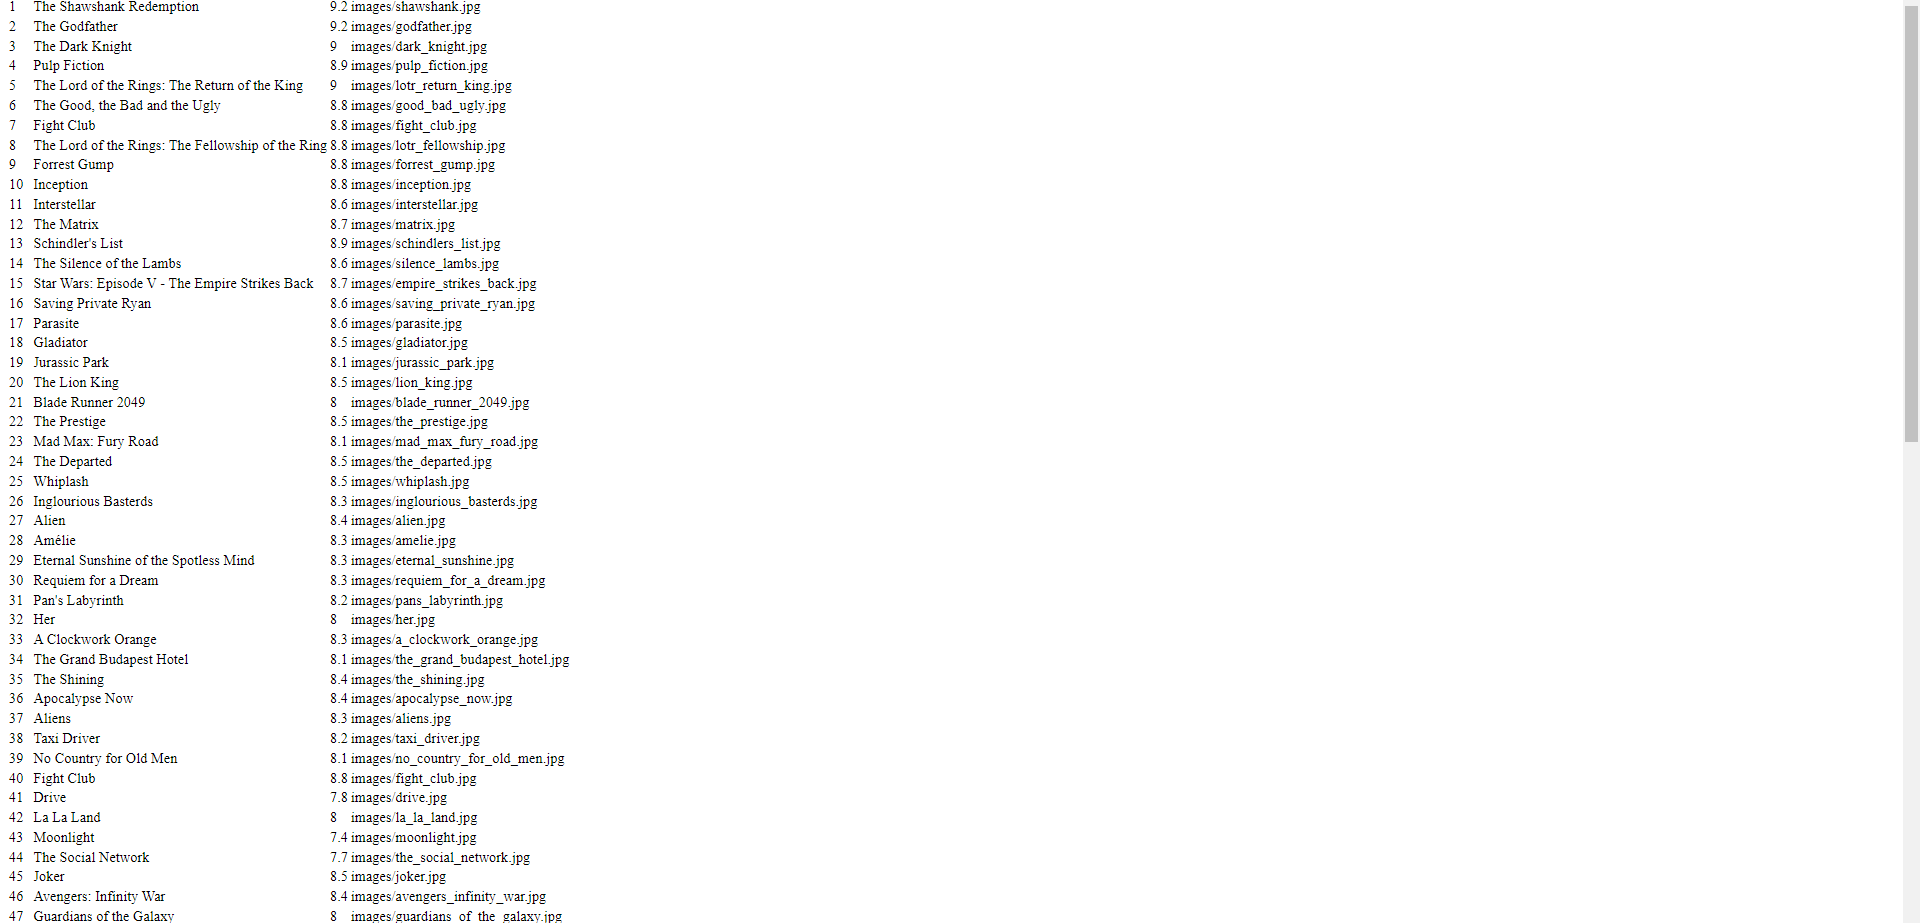 1 The Shawshank Redemption 9.2 images/shawshank.jpg
2 The Godfather 9.2 images/godfather.jpg
3 The Dark Knight 9 images/dark_knight.jpg
4 Pulp Fiction 8.9 images/pulp_fiction.jpg
5 The Lord of the Rings: The Return of the King 9 images/lotr_return_king.jpg
6 The Good, the Bad and the Ugly 8.8 images/good_bad_ugly.jpg
7 Fight Club 8.8 images/fight_club.jpg
8 The Lord of the Rings: The Fellowship of the Ring 8.8 images/lotr_fellowship.jpg
9 Forrest Gump 8.8 images/forrest_gump.jpg
10 Inception 8.8 images/inception.jpg
11 Interstellar 8.6 images/interstellar.jpg
12 The Matrix 8.7 images/matrix.jpg
13 Schindler's List 8.9 images/schindlers_list.jpg
14 The Silence of the Lambs 8.6 images/silence_lambs.jpg
15 Star Wars: Episode V - The Empire Strikes Back 8.7 images/empire_strikes_back.jpg
16 Saving Private Ryan 8.6 images/saving_private_ryan.jpg
17 Parasite 8.6 images/parasite.jpg
18 Gladiator 8.5 images/gladiator.jpg
19 Jurassic Park 8.1 images/jurassic_park.jpg
20 The Lion King 8.5 images/lion_king.jpg
21 Blade Runner 2049 8 images/blade_runner_2049.jpg
22 The Prestige 8.5 images/the_prestige.jpg
23 Mad Max: Fury Road 8.1 images/mad_max_fury_road.jpg
24 The Departed 8.5 images/the_departed.jpg
25 Whiplash 8.5 images/whiplash.jpg
26 Inglourious Basterds 8.3 images/inglourious_basterds.jpg
27 Alien 8.4 images/alien.jpg
28 Amélie 8.3 images/amelie.jpg
29 Eternal Sunshine of the Spotless Mind 8.3 images/eternal_sunshine.jpg
30 Requiem for a Dream 8.3 images/requiem_for_a_dream.jpg
31 Pan's Labyrinth 8.2 images/pans_labyrinth.jpg
32 Her 8 images/her.jpg
33 A Clockwork Orange 8.3 images/a_clockwork_orange.jpg
34 The Grand Budapest Hotel 8.1 images/the_grand_budapest_hotel.jpg
35 The Shining 8.4 images/the_shining.jpg
36 Apocalypse Now 8.4 images/apocalypse_now.jpg
37 Aliens 8.3 images/aliens.jpg
38 Taxi Driver 8.2 images/taxi_driver.jpg
39 No Country for Old Men 8.1 images/no_country_for_old_men.jpg
40 Fight Club 8.8 images/fight_club.jpg
41 Drive 7.8 images/drive.jpg
42 La La Land 8 images/la_la_land.jpg
43 Moonlight 7.4 images/moonlight.jpg
44 The Social Network 7.7 images/the_social_network.jpg
45 Joker 8.5 images/joker.jpg
46 Avengers: Infinity War 8.4 images/avengers_infinity_war.jpg
47 Guardians of the Galaxy 8 images/guardians_of_the_galaxy.jpg